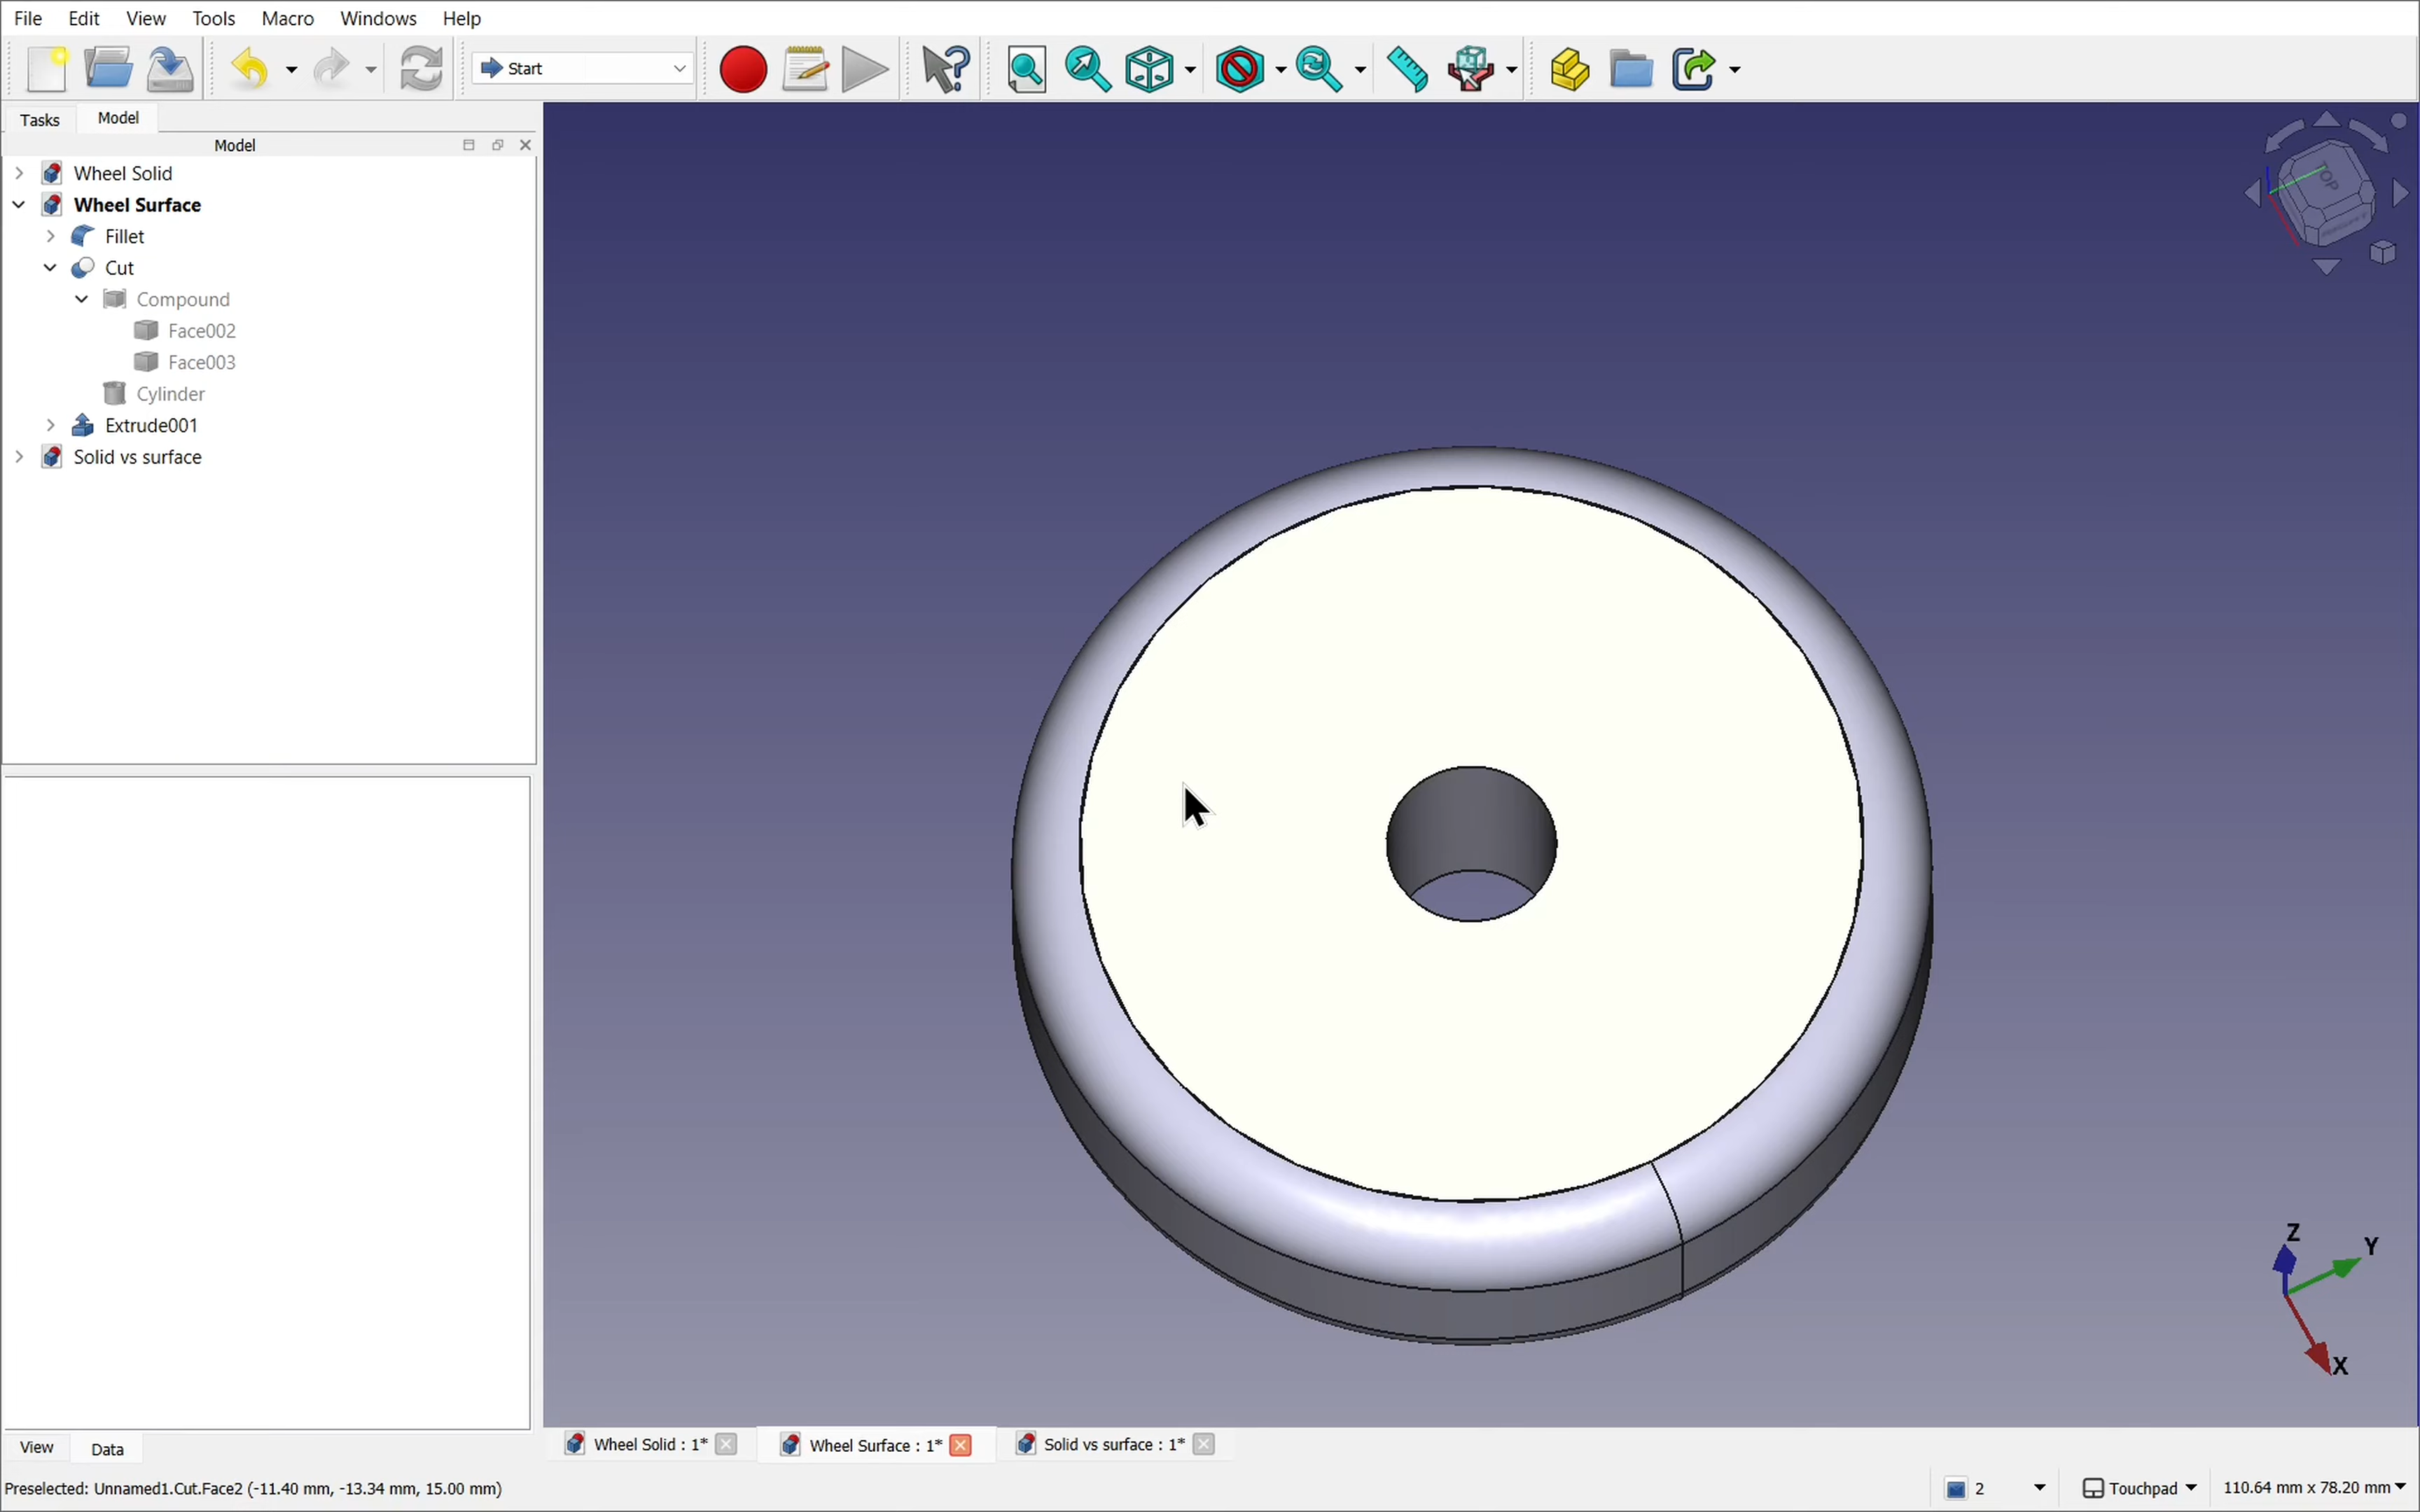 File Edit View Tools Macro Windows Help
Start
Tasks Model
Model
Wheel Solid
Wheel Surface
Fillet
Cut
Compound
Face002
Face003
Cylinder
Extrude001
Solid vs surface
TOP
Z
Y
X
View Data
Wheel Solid : 1* Wheel Surface : 1* Solid vs surface : 1*
Preselected: Unnamed1.Cut.Face2 (-11.40 mm, -13.34 mm, 15.00 mm) 2 Touchpad 110.64 mm x 78.20 mm